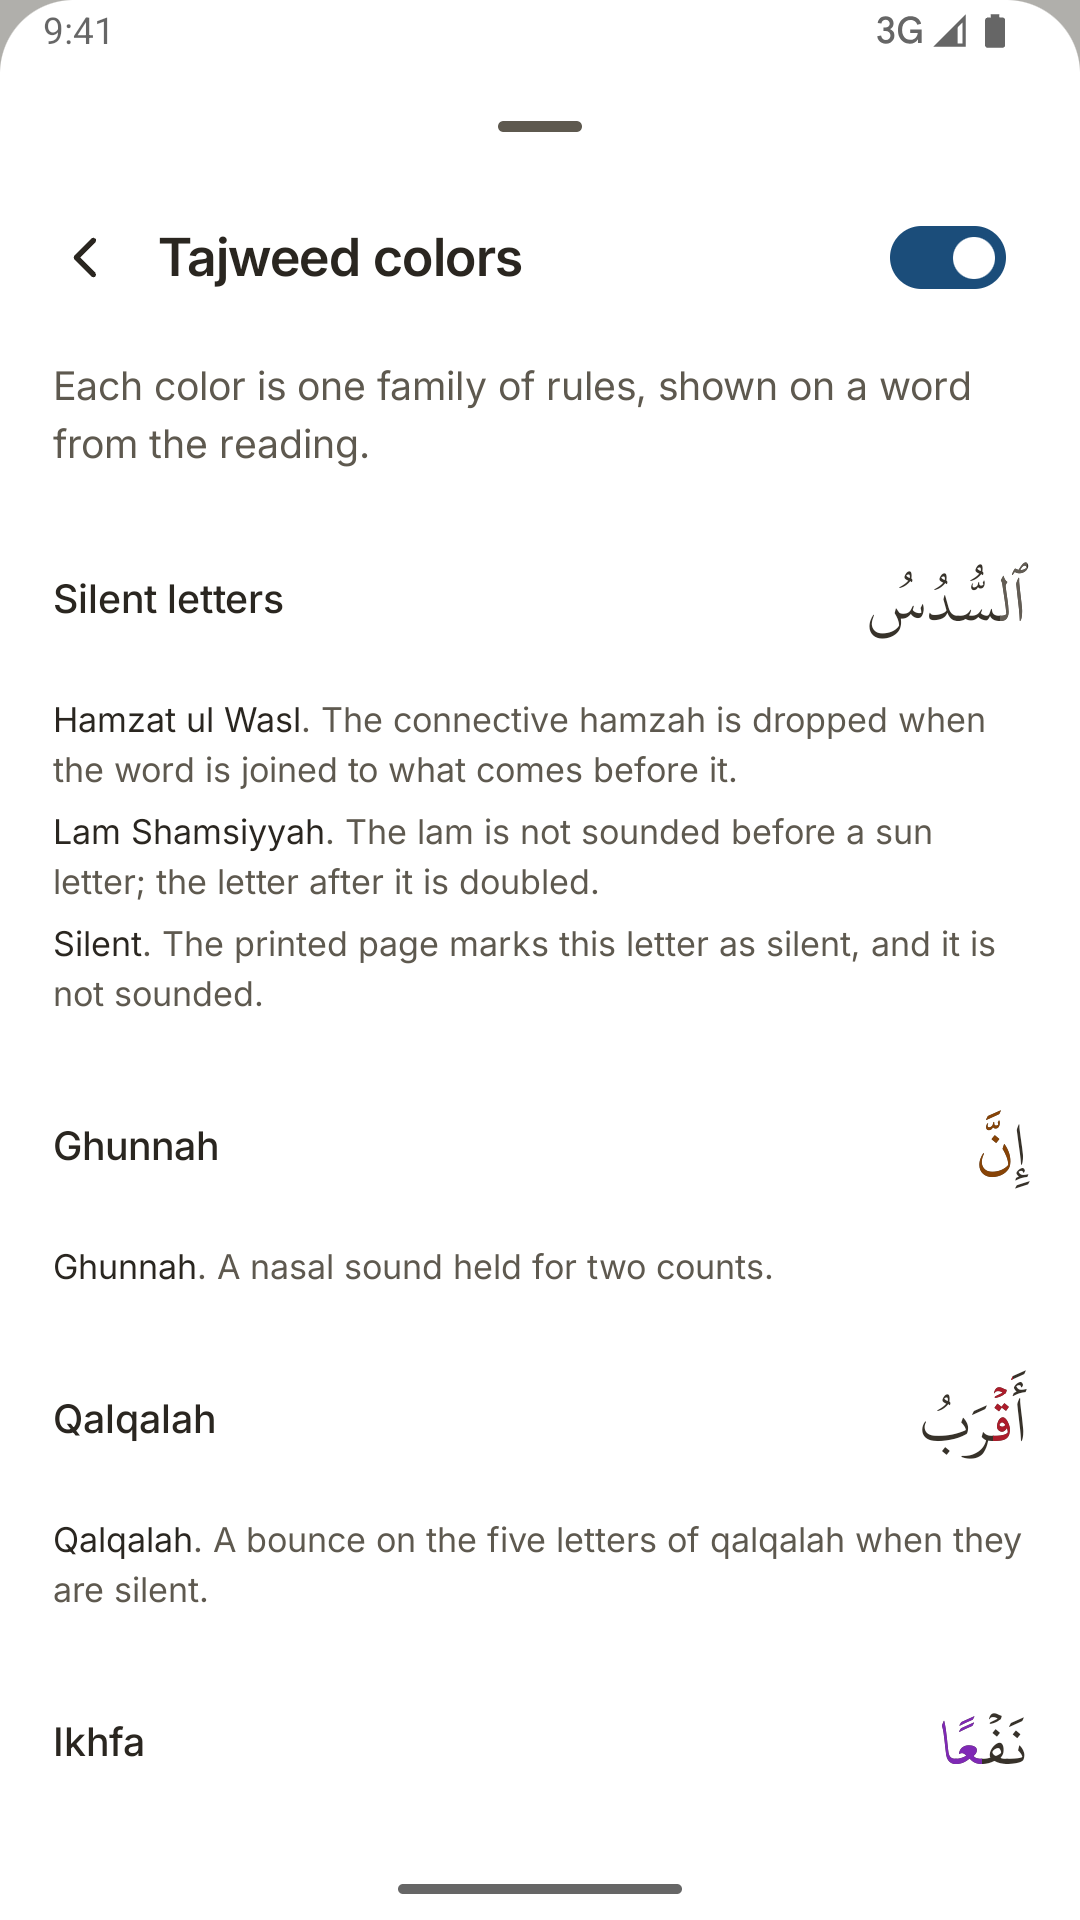 9:41
3G
Tajweed colors
Each color is one family of rules, shown on a word
from the reading.
Silent letters
ٱلسُّدُسُ
Hamzat ul Wasl. The connective hamzah is dropped when
the word is joined to what comes before it.
Lam Shamsiyyah. The lam is not sounded before a sun
letter; the letter after it is doubled.
Silent. The printed page marks this letter as silent, and it is
not sounded.
Ghunnah
إِنَّ
Ghunnah. A nasal sound held for two counts.
Qalqalah
أَقۡرَبُ
Qalqalah. A bounce on the five letters of qalqalah when they
are silent.
Ikhfa
نَفۡعًا